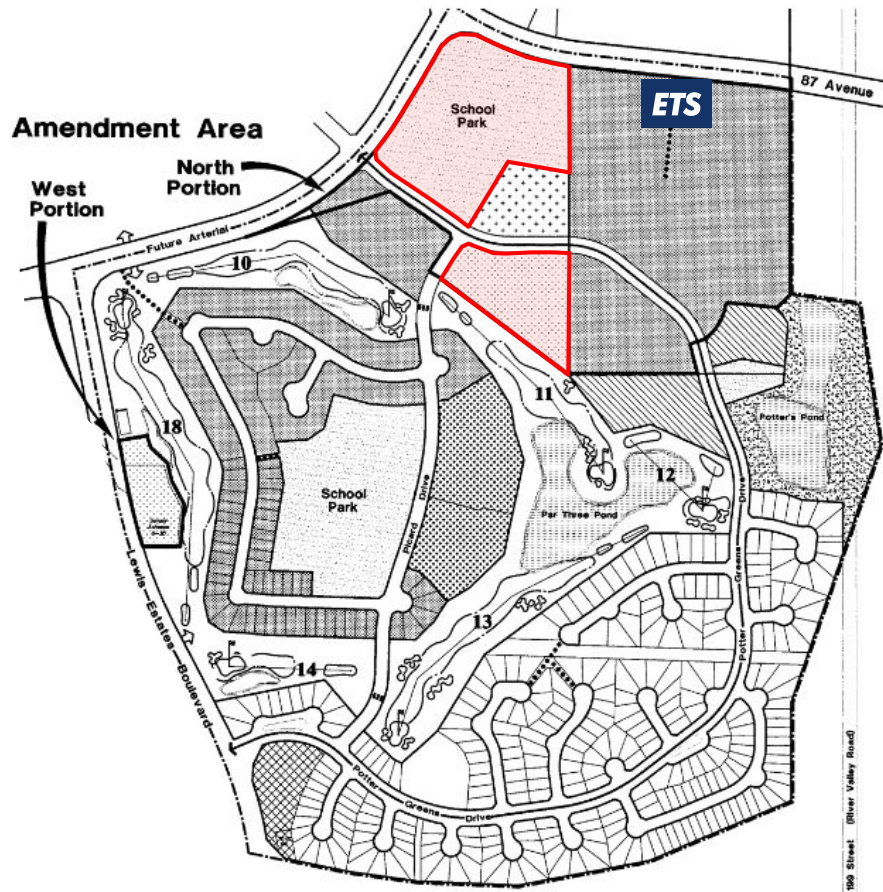 87 Avenue
ETS
School
Park
Amendment Area
North
Portion
West
Portion
Future Arterial
10
11
18
12
Potter's Pond
School
Park
Picard Drive
Par Three Pond
13
14
Lewis Estates Boulevard
Potter Greens Drive
Potter Greens Drive
199 Street (River Valley Road)